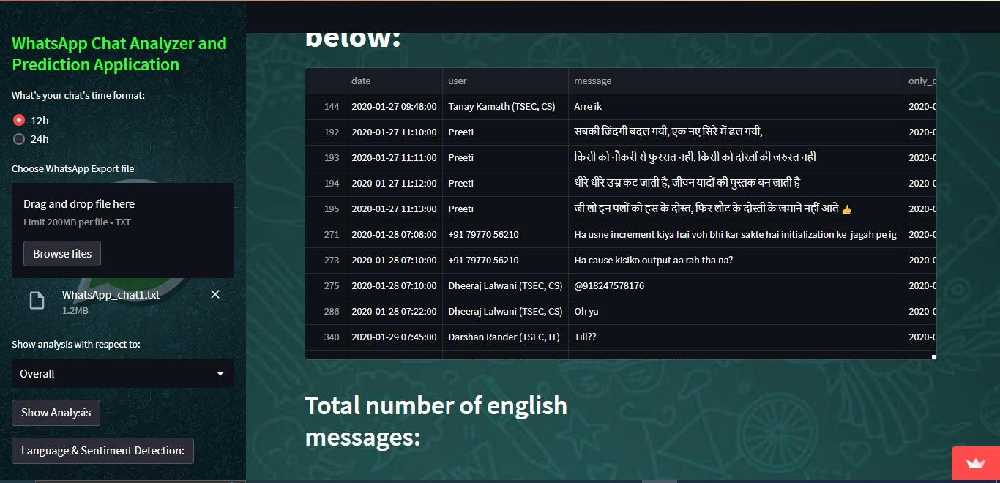 WhatsApp Chat Analyzer and
Prediction Application
What's your chat's time format:
12h
24h
Choose WhatsApp Export file
Drag and drop file here
Limit 200MB per file • TXT
Browse files
WhatsApp_chat1.txt
1.2MB
Show analysis with respect to:
Overall
Show Analysis
Language & Sentiment Detection:
below:
date user message only_d
144 2020-01-27 09:48:00 Tanay Kamath (TSEC, CS) Arre ik 2020-0
192 2020-01-27 11:10:00 Preeti सबकी जिंदगी बदल गयी, एक नए सिरे में ढल गयी, 2020-0
193 2020-01-27 11:11:00 Preeti किसी को नौकरी से फुरसत नही, किसी को दोस्तों की जरुरत नही 2020-0
194 2020-01-27 11:12:00 Preeti धीरे धीरे उम्र कट जाती है, जीवन यादों की पुस्तक बन जाती है 2020-0
195 2020-01-27 11:13:00 Preeti जी लो इन पलों को हस के दोस्त, फिर लौट के दोस्ती के जमाने नहीं आते 👍 2020-0
271 2020-01-28 07:08:00 +91 79770 56210 Ha usne increment kiya hai voh bhi kar sakte hai initialization ke jagah pe ig 2020-0
273 2020-01-28 07:10:00 +91 79770 56210 Ha cause kisiko output aa rah tha na? 2020-0
275 2020-01-28 07:10:00 Dheeraj Lalwani (TSEC, CS) @918247578176 2020-0
286 2020-01-28 07:22:00 Dheeraj Lalwani (TSEC, CS) Oh ya 2020-0
340 2020-01-29 07:45:00 Darshan Rander (TSEC, IT) Till?? 2020-0
Total number of english
messages: